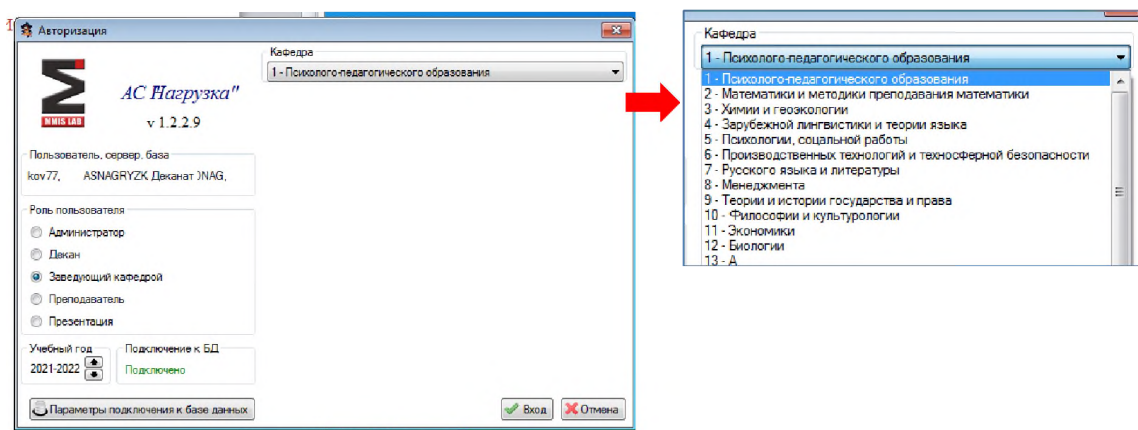 Авторизация
MMIS LAB
АС Нагрузка"
v 1.2.2.9
Пользователь, сервер, база
kov77, ASNAGRYZK Деканат )NAG,
Роль пользователя
Администратор
Декан
Заведующий кафедрой
Преподаватель
Презентация
Учебный год
2021-2022
Подключение к БД
Подключено
Параметры подключения к базе данных
Кафедра
1 - Психолого-педагогического образования
Вход
Отмена
Кафедра
1 - Психолого-педагогического образования
1 - Психолого-педагогического образования
2 - Математики и методики преподавания математики
3 - Химии и геоэкологии
4 - Зарубежной лингвистики и теории языка
5 - Психологии, соцальной работы
6 - Производственных технологий и техносферной безопасности
7 - Русского языка и литературы
8 - Менеджмента
9 - Теории и истории государства и права
10 - Философии и культурологии
11 - Экономики
12 - Биологии
13 - А